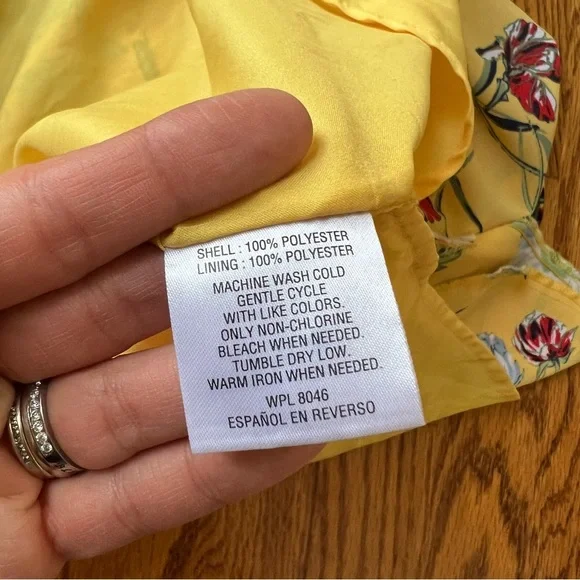 SHELL : 100% POLYESTER
LINING : 100% POLYESTER
MACHINE WASH COLD
GENTLE CYCLE
WITH LIKE COLORS.
ONLY NON-CHLORINE
BLEACH WHEN NEEDED.
TUMBLE DRY LOW.
WARM IRON WHEN NEEDED.
WPL 8046
ESPAÑOL EN REVERSO